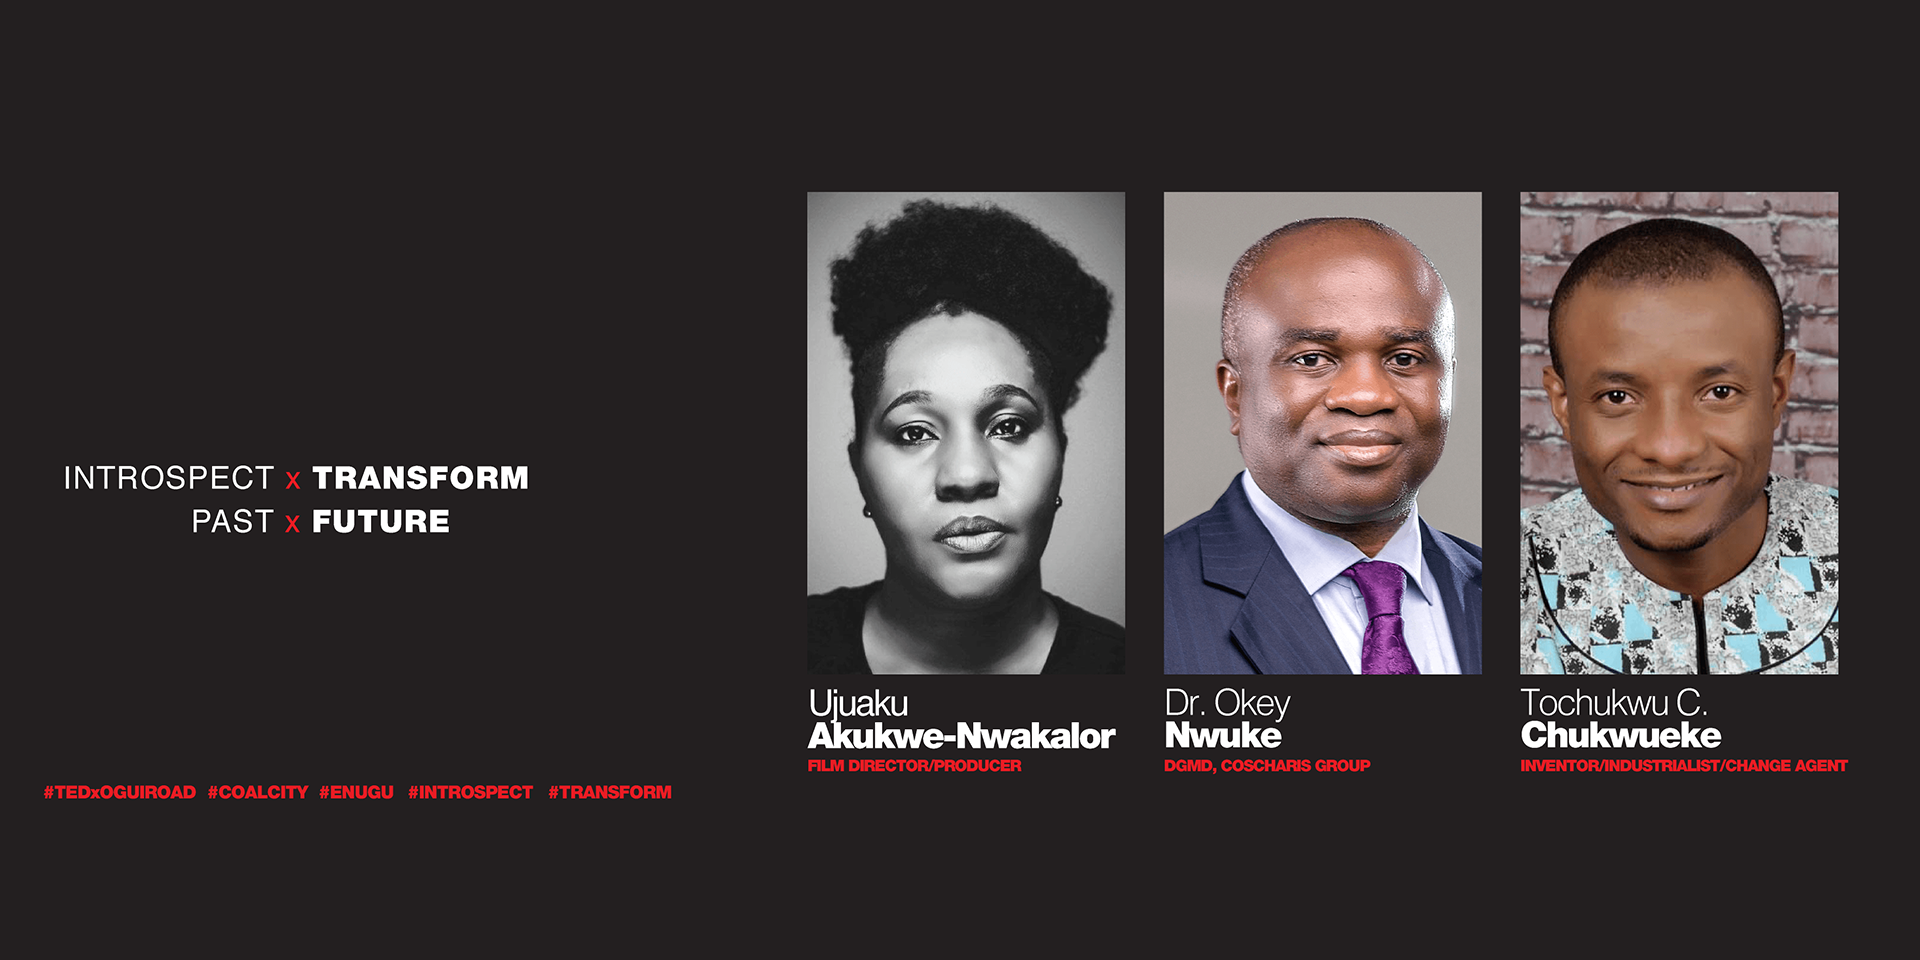 INTROSPECT x TRANSFORM
PAST x FUTURE
#TEDxOGUIROAD #COALCITY #ENUGU #INTROSPECT #TRANSFORM
Ujuaku
Akukwe-Nwakalor
FILM DIRECTOR/PRODUCER
Dr. Okey
Nwuke
DGMD, COSCHARIS GROUP
Tochukwu C.
Chukwueke
INVENTOR/INDUSTRIALIST/CHANGE AGENT